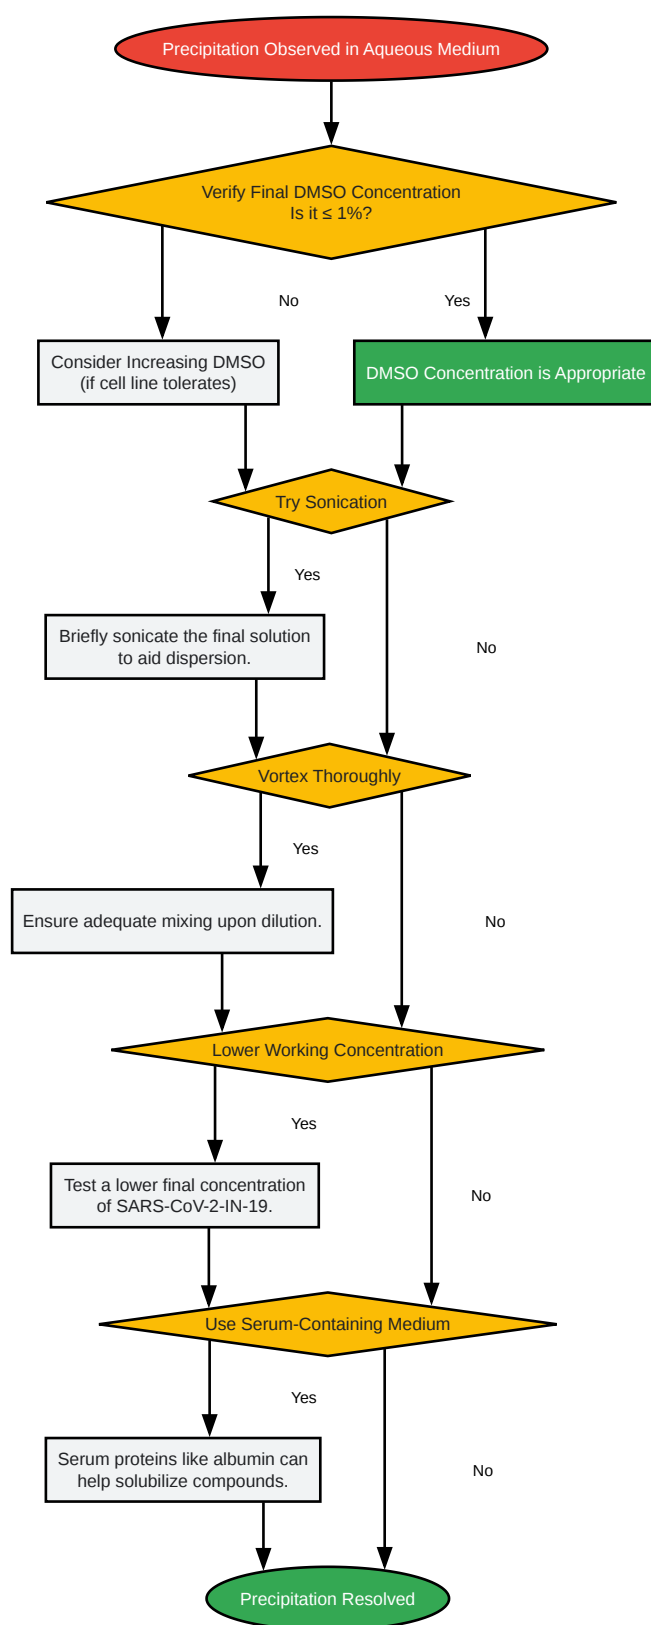 Precipitation Observed in Aqueous Medium
Verify Final DMSO Concentration
Is it ≤ 1%?
No
Yes
Consider Increasing DMSO
(if cell line tolerates)
DMSO Concentration is Appropriate
Try Sonication
Yes
Briefly sonicate the final solution
to aid dispersion.
No
Vortex Thoroughly
Yes
Ensure adequate mixing upon dilution.
No
Lower Working Concentration
Yes
Test a lower final concentration
of SARS-CoV-2-IN-19.
No
Use Serum-Containing Medium
Yes
Serum proteins like albumin can
help solubilize compounds.
No
Precipitation Resolved